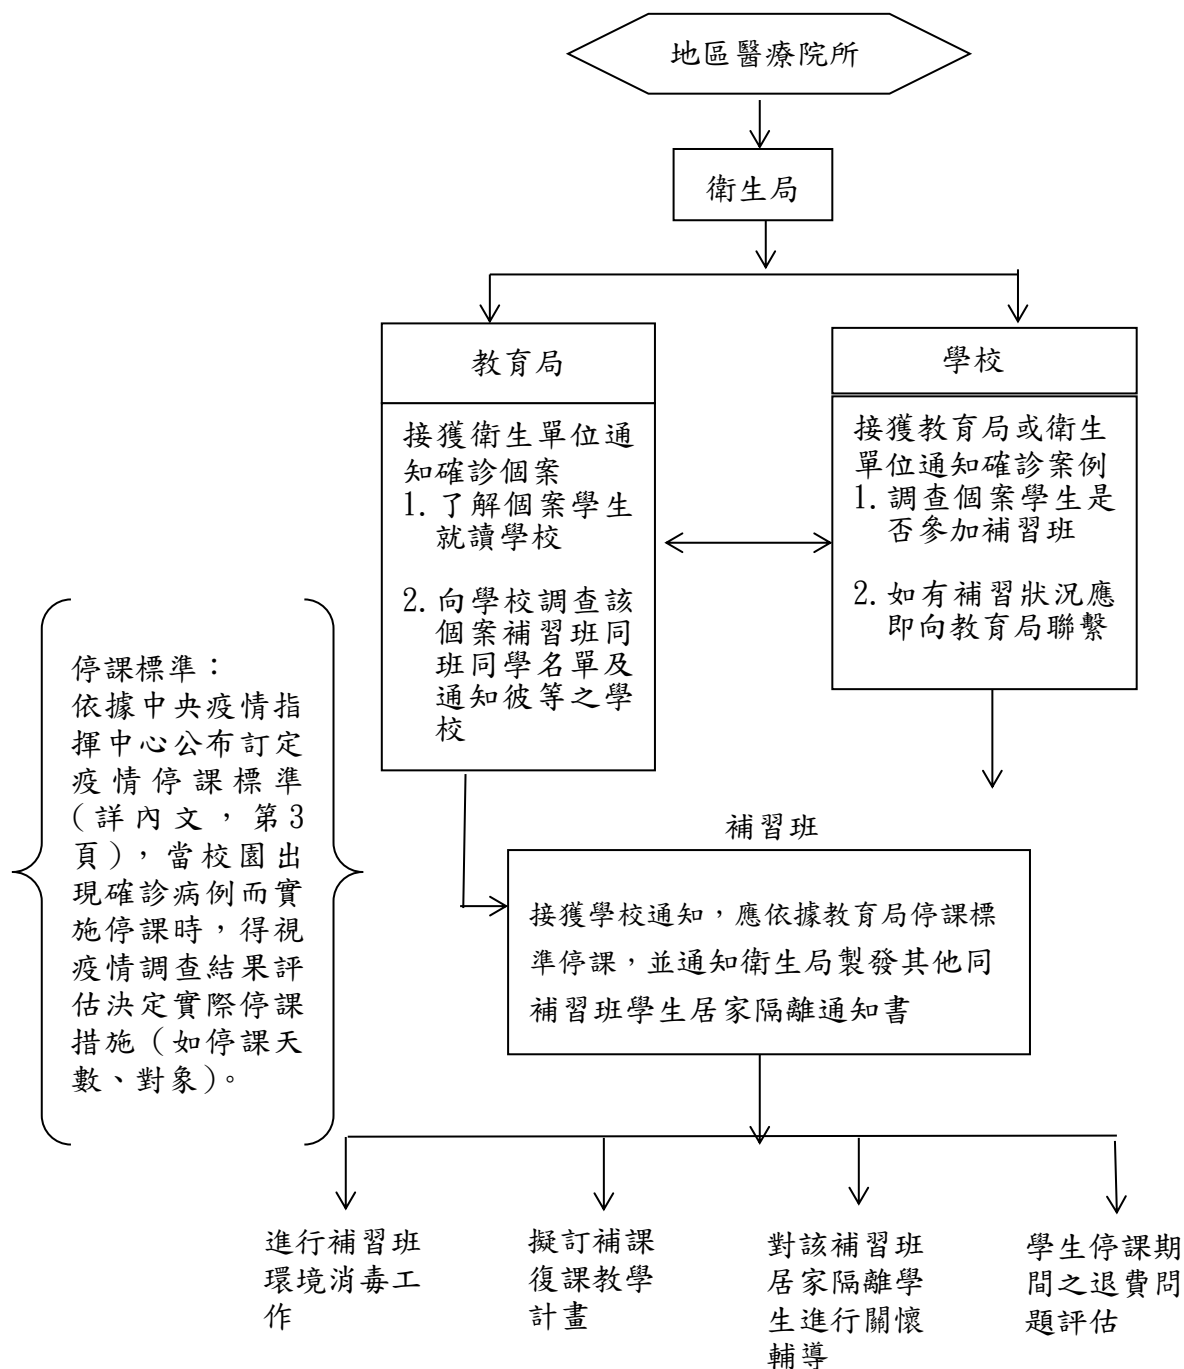 地區醫療院所
衛生局
教育局
接獲衛生單位通
知確診個案
1. 了解個案學生
就讀學校
2. 向學校調查該
個案補習班同
班同學名單及
通知彼等之學
校
學校
接獲教育局或衛生
單位通知確診案例
1. 調查個案學生是
否參加補習班
2. 如有補習狀況應
即向教育局聯繫
停課標準：
依據中央疫情指
揮中心公布訂定
疫情停課標準
(詳內文，第3
頁)，當校園出
現確診病例而實
施停課時，得視
疫情調查結果評
估決定實際停課
措施（如停課天
數、對象）。
補習班
接獲學校通知，應依據教育局停課標
準停課，並通知衛生局製發其他同
補習班學生居家隔離通知書
進行補習班
環境消毒工
作
擬訂補課
復課教學
計畫
對該補習班
居家隔離學
生進行關懷
輔導
學生停課期
間之退費問
題評估